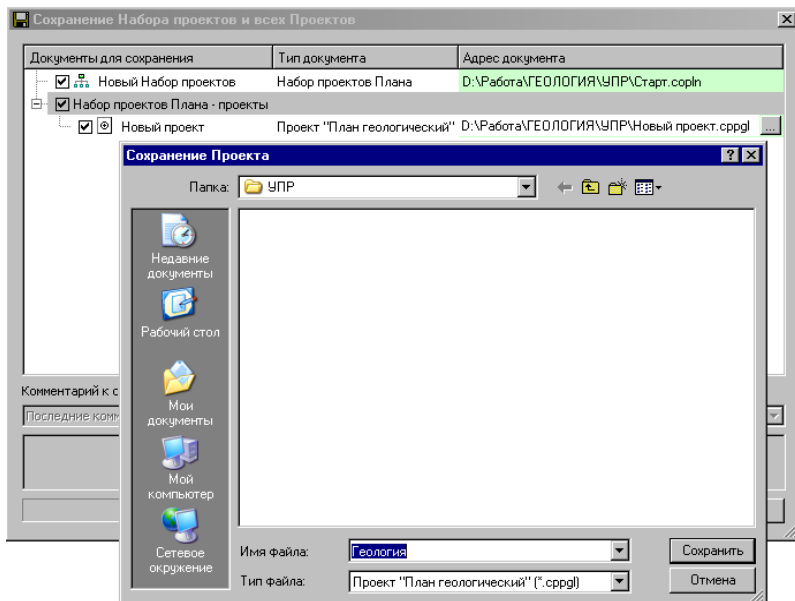 Сохранение Набора проектов и всех Проектов
Документы для сохранения Тип документа Адрес документа
Новый Набор проектов Набор проектов Плана D:\Работа\ГЕОЛОГИЯ\УПР\Старт.copln
Набор проектов Плана - проекты
Новый проект Проект "План геологический" D:\Работа\ГЕОЛОГИЯ\УПР\Новый проект.cppgl ...
Сохранение Проекта
Папка: УПР
Недавние
документы
Рабочий стол
Комментарий к с
Мои
Последние комм
документы
Мой
компьютер
Сетевое
окружение
Имя файла: Геология Сохранить
Тип файла: Проект "План геологический" (*.cppgl) Отмена